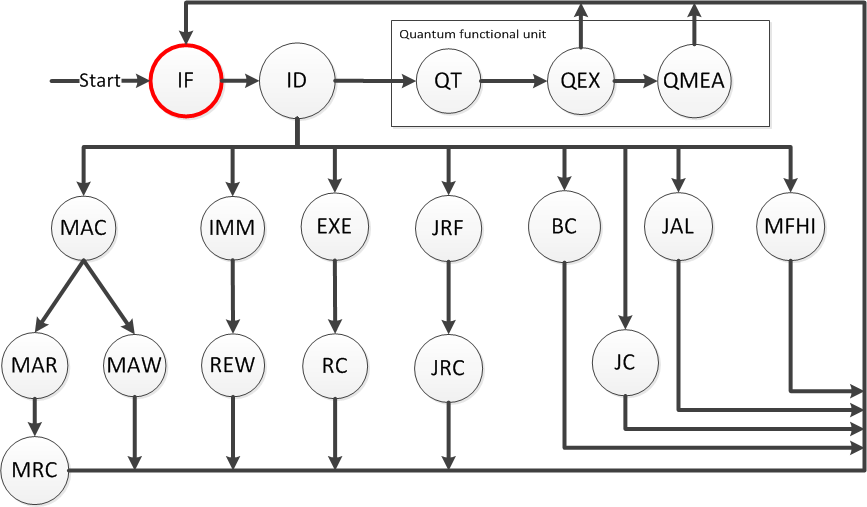 Quantum functional unit
Start
IF
ID
QT
QEX
QMEA
MAC
IMM
EXE
JRF
BC
JAL
MFHI
MAR
MAW
REW
RC
JRC
JC
MRC